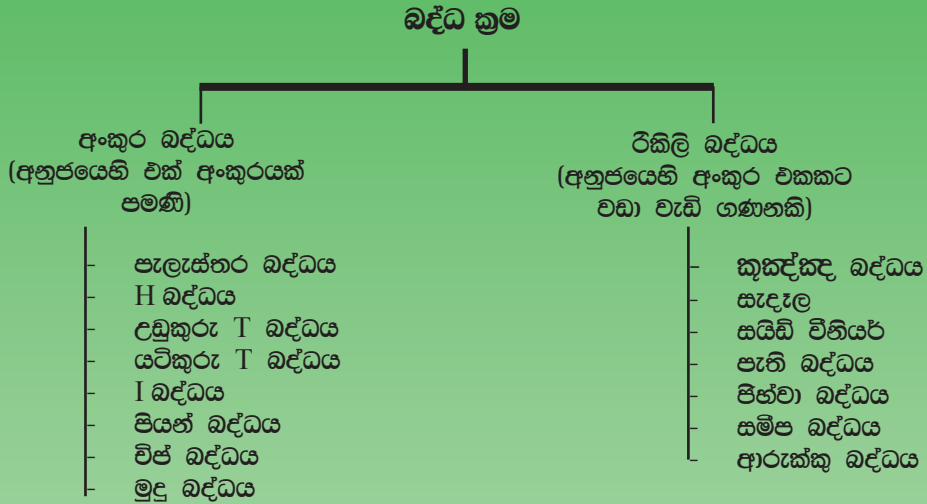 බද්ධ ක්‍රම
අංකුර බද්ධය
(අනුජයෙහි එක් අංකුරයක්
පමණි)
- පැලැස්තර බද්ධය
- H බද්ධය
- උඩුකුරු T බද්ධය
- යටිකුරු T බද්ධය
- I බද්ධය
- පියන් බද්ධය
- චිප් බද්ධය
- මුදු බද්ධය
රිකිලි බද්ධය
(අනුජයෙහි අංකුර එකකට
වඩා වැඩි ගණනකි)
- කූඤ්ඤ බද්ධය
- සැදෑල
- සයිඩ් වීනියර්
- පැති බද්ධය
- ජිහ්වා බද්ධය
- සමීප බද්ධය
- ආරුක්කු බද්ධය